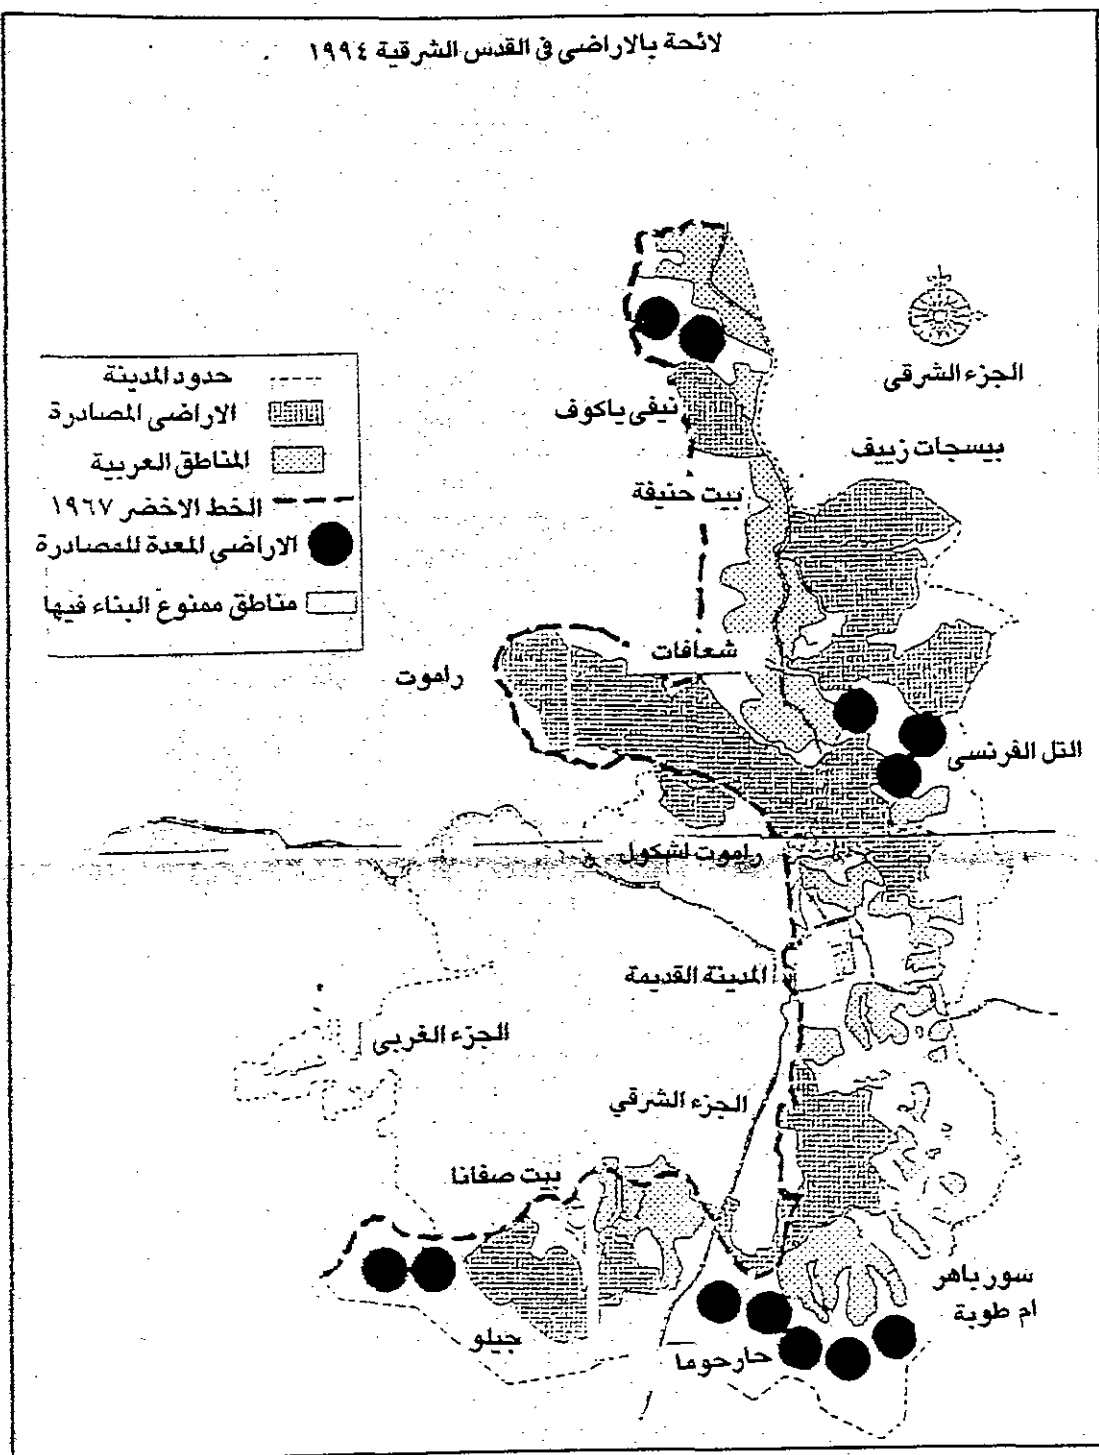 لائحة بالاراضى فى القدس الشرقية ١٩٩٤
حدود المدينة
الاراضى المصادرة
المناطق العربية
الخط الاخضر ١٩٦٧
الاراضى المعدة للمصادرة
مناطق ممنوع البناء فيها
الجزء الشرقى
نيفى ياكوف
بيسجات زييف
بيت حنيفة
شعافات
راموت
التل الفرنسى
راموت اشكول
المدينة القديمة
الجزء الغربى
الجزء الشرقي
بيت صفانا
سور باهر
ام طوبة
جيلو
حارحوما